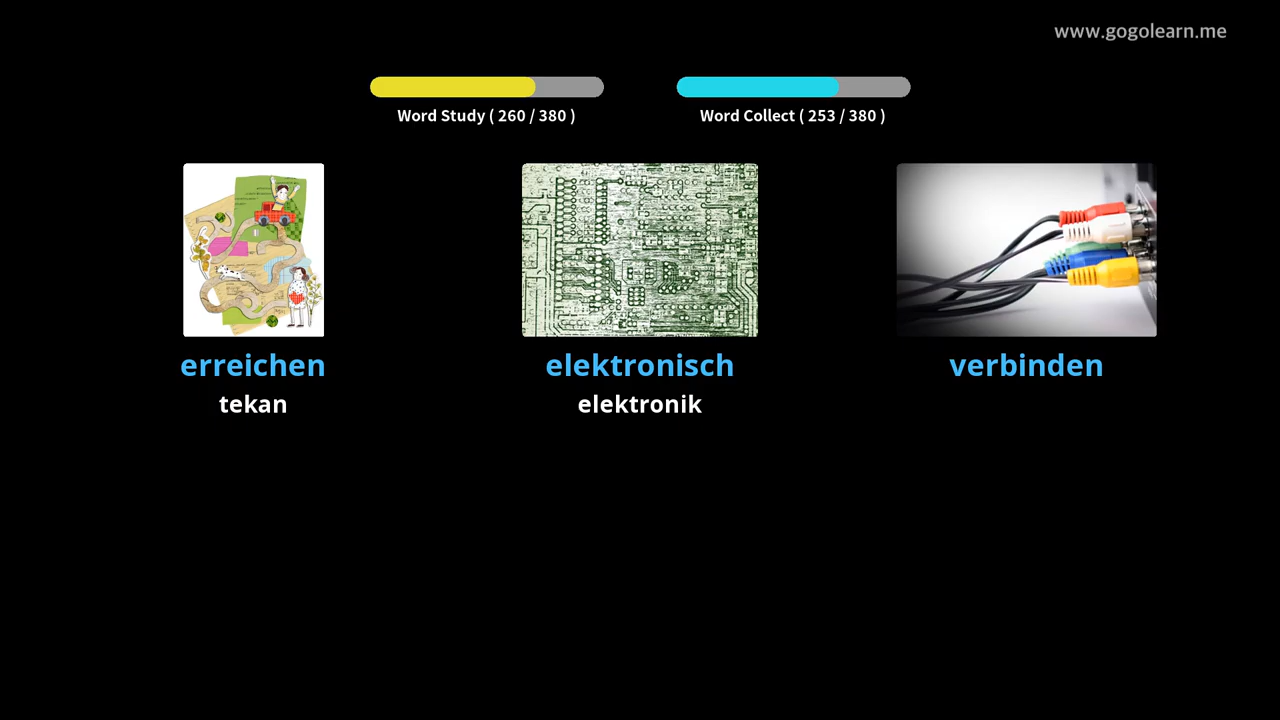 www.gogolearn.me
Word Study ( 260 / 380 )
Word Collect ( 253 / 380 )
erreichen
elektronisch
verbinden
tekan
elektronik